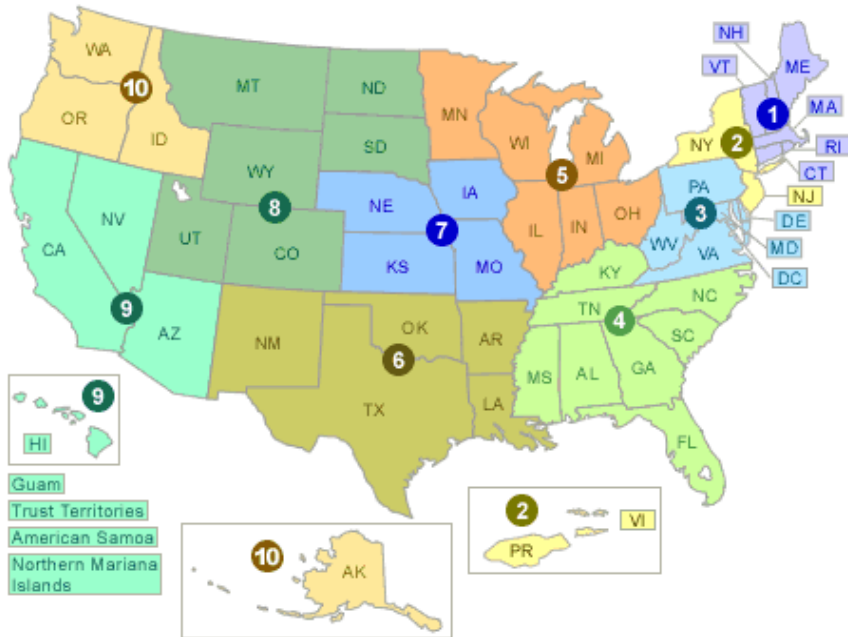 NH
VT
ME
WA
MT
ND
MN
10
MA
1
OR
ID
WI
NY
2
RI
SD
MI
CT
5
WY
PA
NJ
8
NE
IA
3
DE
NV
7
OH
IL
IN
WV
MD
CA
UT
CO
KS
MO
VA
DC
KY
NC
9
TN
4
AZ
NM
OK
AR
SC
6
MS
AL
GA
TX
LA
9
HI
FL
Guam
Trust Territories
American Samoa
Northern Mariana
Islands
2
VI
PR
10
AK